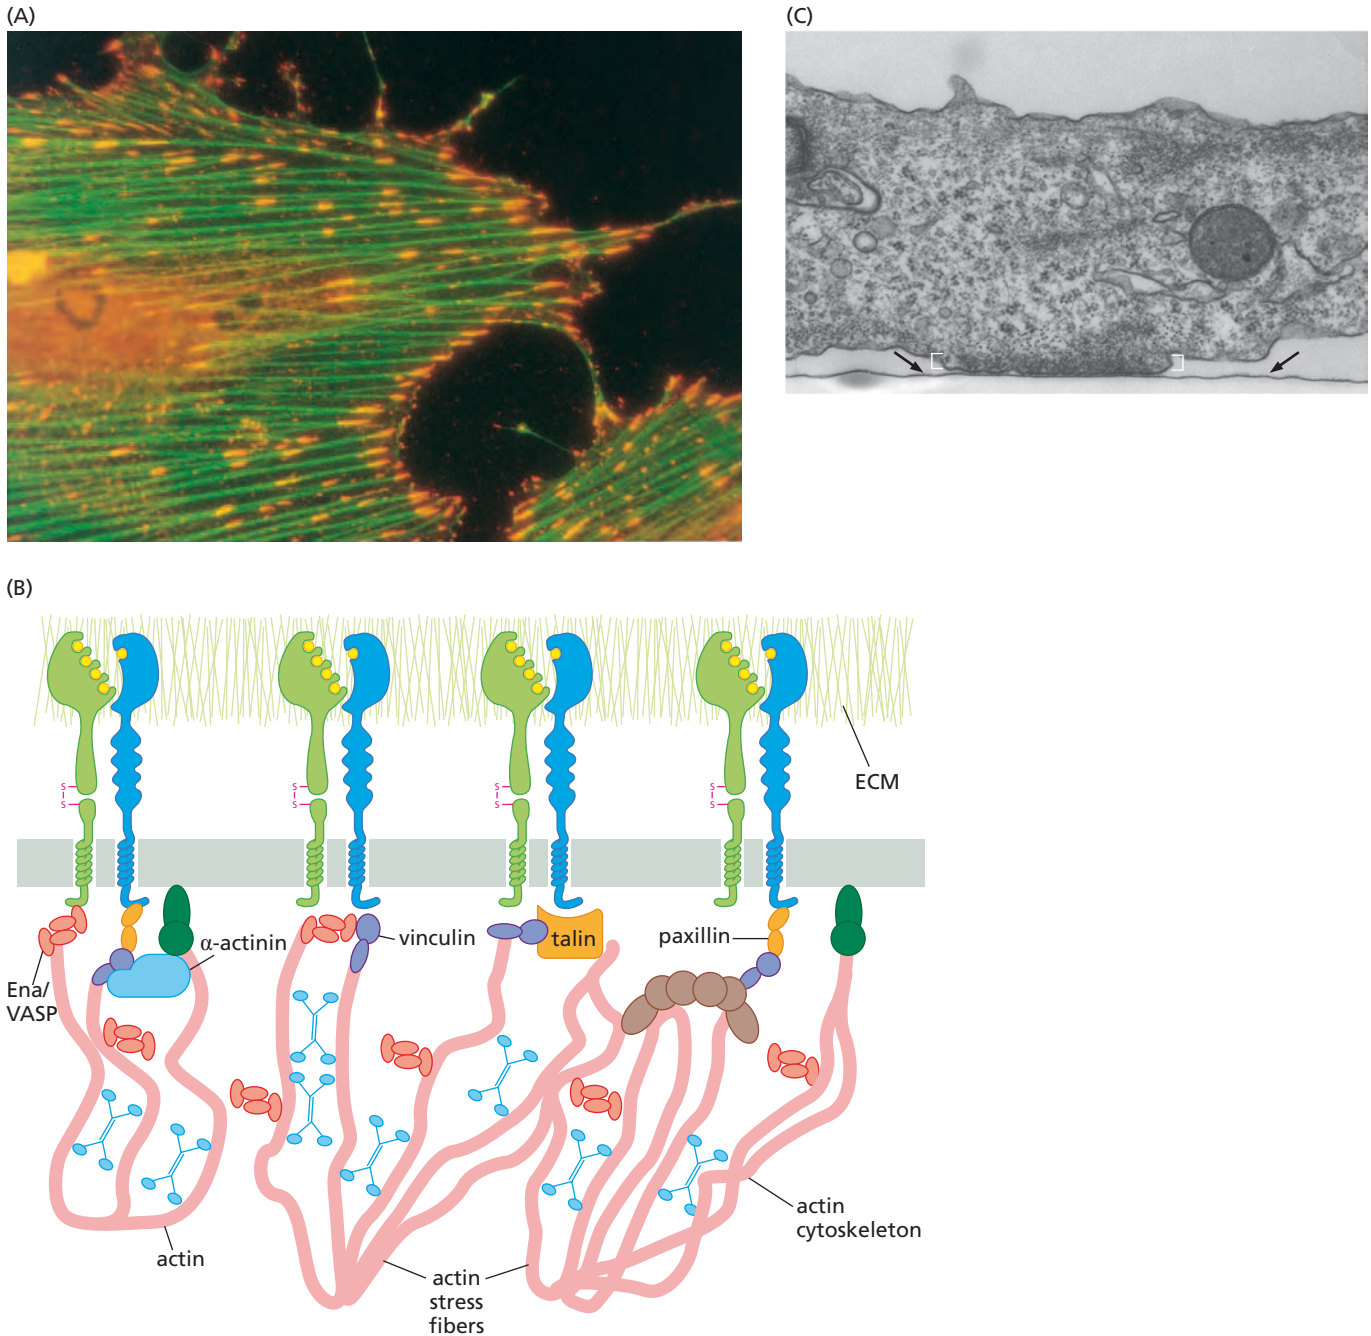 (A)
(C)
(B)
S
S
S
S
S
S
S
S
ECM
α-actinin
vinculin
talin
paxillin
Ena/
VASP
actin
actin
stress
fibers
actin
cytoskeleton